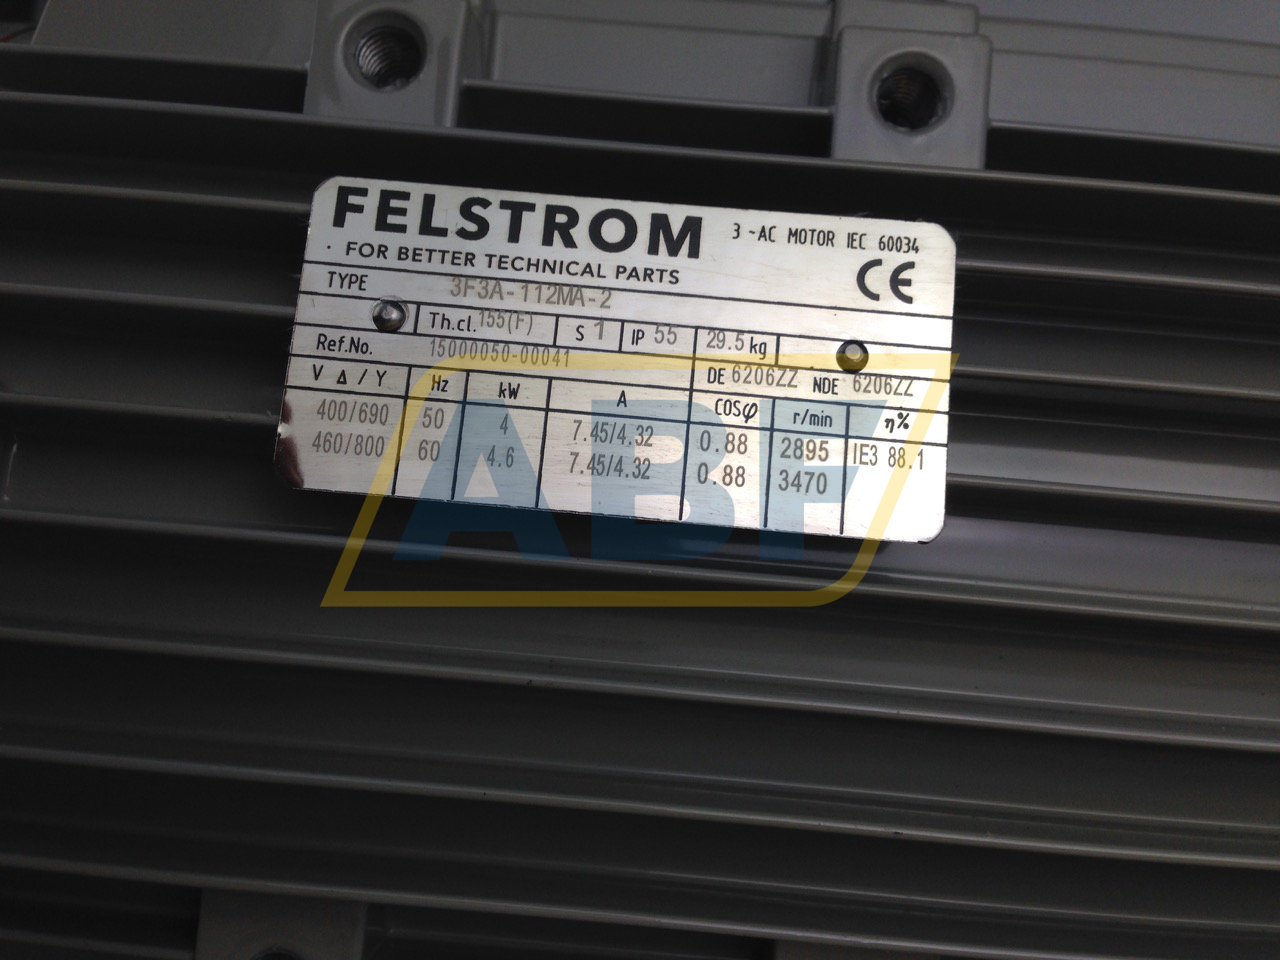 FELSTROM
3 ~AC MOTOR IEC 60034
· FOR BETTER TECHNICAL PARTS
CE
TYPE 3F3A-112MA-2
Th.cl. 155(F) S 1 IP 55 29.5 kg
Ref.No. 15000050-00041 DE 6206ZZ NDE 6206ZZ
V Δ / Y Hz kW A COSφ r/min η%
400/690 50 4 7.45/4.32 0.88 2895 IE3 88.1
460/800 60 4.6 7.45/4.32 0.88 3470
ABF